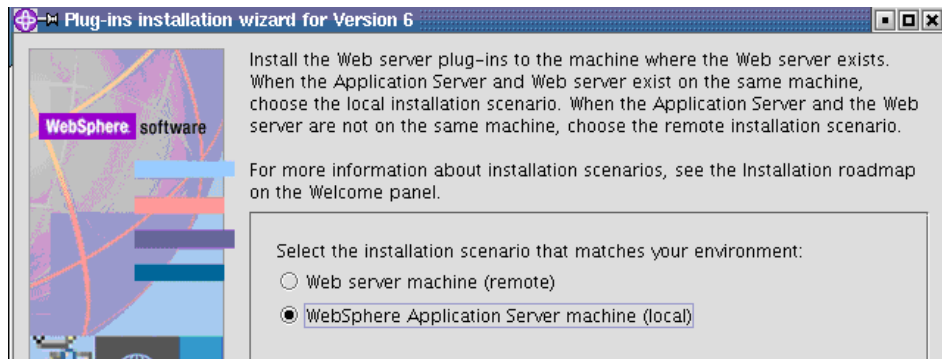 Plug-ins installation wizard for Version 6
Install the Web server plug-ins to the machine where the Web server exists.
When the Application Server and Web server exist on the same machine,
choose the local installation scenario. When the Application Server and the Web
server are not on the same machine, choose the remote installation scenario.
WebSphere software
For more information about installation scenarios, see the Installation roadmap
on the Welcome panel.
Select the installation scenario that matches your environment:
Web server machine (remote)
WebSphere Application Server machine (local)